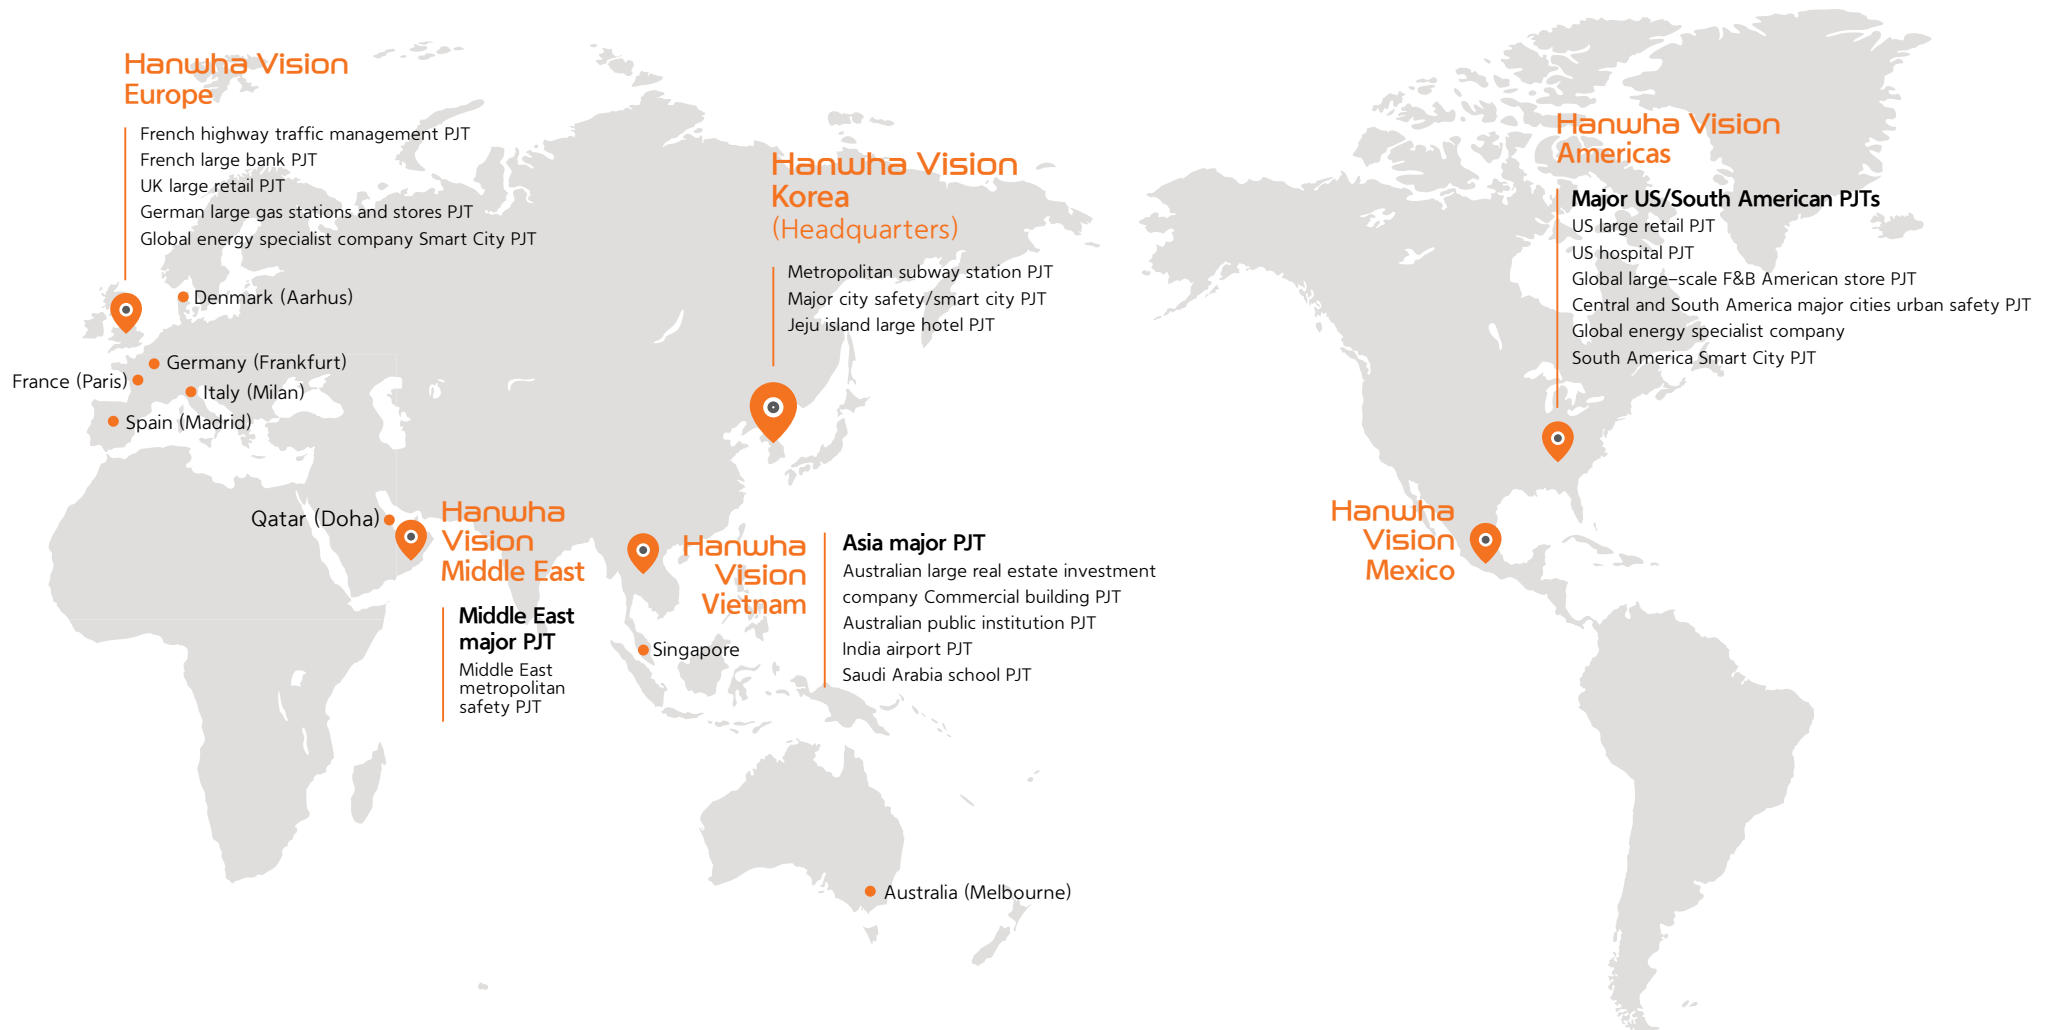 Hanwha Vision
Europe
French highway traffic management PJT
French large bank PJT
UK large retail PJT
German large gas stations and stores PJT
Global energy specialist company Smart City PJT
Denmark (Aarhus)
Germany (Frankfurt)
France (Paris)
Italy (Milan)
Spain (Madrid)
Hanwha Vision
Korea
(Headquarters)
Metropolitan subway station PJT
Major city safety/smart city PJT
Jeju island large hotel PJT
Hanwha Vision
Americas
Major US/South American PJTs
US large retail PJT
US hospital PJT
Global large–scale F&B American store PJT
Central and South America major cities urban safety PJT
Global energy specialist company
South America Smart City PJT
Qatar (Doha)
Hanwha
Vision
Middle East
Middle East
major PJT
Middle East
metropolitan
safety PJT
Hanwha
Vision
Vietnam
Asia major PJT
Australian large real estate investment
company Commercial building PJT
Australian public institution PJT
India airport PJT
Saudi Arabia school PJT
Singapore
Hanwha
Vision
Mexico
Australia (Melbourne)